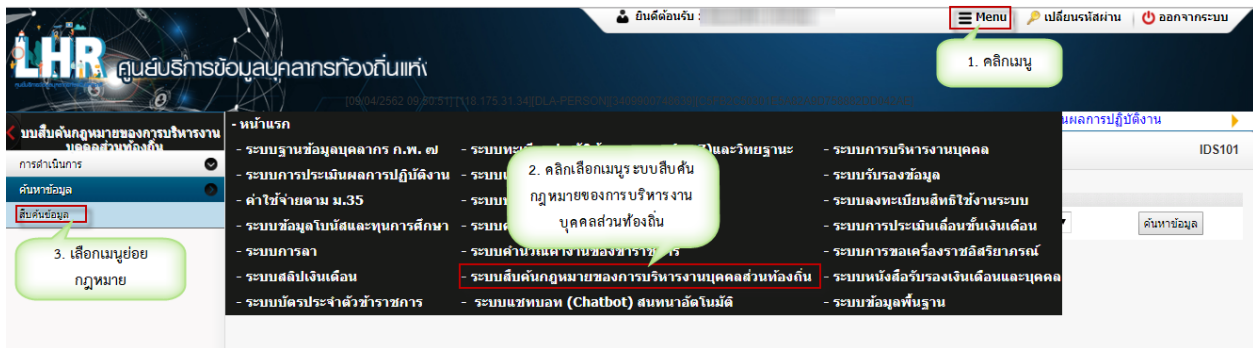 ยินดีต้อนรับ :
Menu
เปลี่ยนรหัสผ่าน
ออกจากระบบ
1. คลิกเมนู
LHR
ศูนย์บริการข้อมูลบุคลากรท้องถิ่นแห่ง
นผลการปฏิบัติงาน
บบสืบค้นกฎหมายของการบริหารงาน
บุคคลส่วนท้องถิ่น
IDS101
การดำเนินการ
ค้นหาข้อมูล
สืบค้นข้อมูล
3. เลือกเมนูย่อย
กฎหมาย
- หน้าแรก
- ระบบฐานข้อมูลบุคลากร ก.พ. ๗
- ระบบการประเมินผลการปฏิบัติงาน
- ค่าใช้จ่ายตาม ม.35
- ระบบข้อมูลโบนัสและทุนการศึกษา
- ระบบการลา
- ระบบสลิปเงินเดือน
- ระบบบัตรประจำตัวข้าราชการ
และวิทยฐานะ
2. คลิกเลือกเมนูระบบสืบค้น
กฎหมายของการบริหารงาน
บุคคลส่วนท้องถิ่น
- ระบบสืบค้นกฎหมายของการบริหารงานบุคคลส่วนท้องถิ่น
- ระบบแชทบอท (Chatbot) สนทนาอัตโนมัติ
- ระบบการบริหารงานบุคคล
- ระบบรับรองข้อมูล
- ระบบลงทะเบียนสิทธิใช้งานระบบ
- ระบบการประเมินเลื่อนขั้นเงินเดือน
- ระบบการขอเครื่องราชอิสริยาภรณ์
- ระบบหนังสือรับรองเงินเดือนและบุคคล
- ระบบข้อมูลพื้นฐาน
ค้นหาข้อมูล